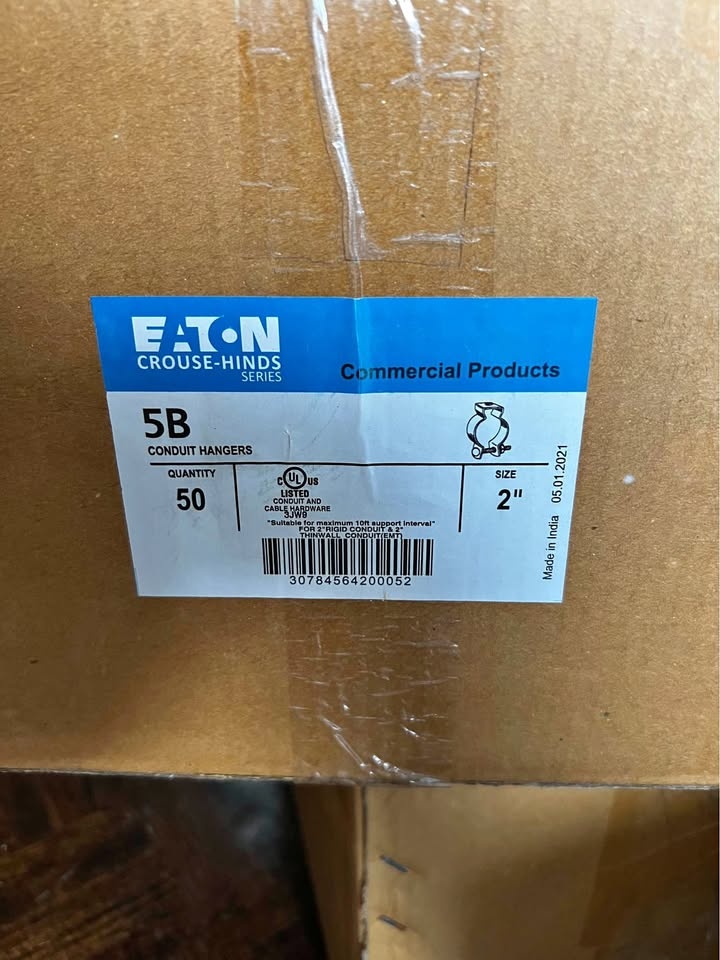 EATON
CROUSE-HINDS
SERIES
Commercial Products
5B
CONDUIT HANGERS
QUANTITY
50
C UL US
LISTED
CONDUIT AND
CABLE HARDWARE
3JW9
"Suitable for maximum 10ft support interval"
FOR 2"RIGID CONDUIT & 2"
THINWALL CONDUIT(EMT)
30784564200052
SIZE
2"
Made in India 05.01.2021